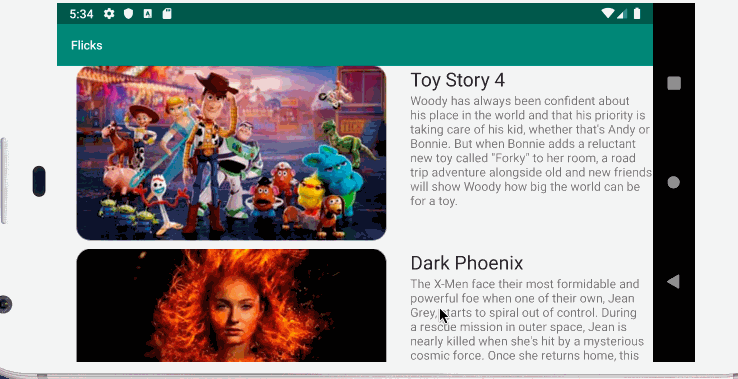 5:34
Flicks
Toy Story 4
Woody has always been confident about
his place in the world and that his priority is
taking care of his kid, whether that's Andy or
Bonnie. But when Bonnie adds a reluctant
new toy called "Forky" to her room, a road
trip adventure alongside old and new friends
will show Woody how big the world can be
for a toy.
Dark Phoenix
The X-Men face their most formidable and
powerful foe when one of their own, Jean
Grey, starts to spiral out of control. During
a rescue mission in outer space, Jean is
nearly killed when she's hit by a mysterious
cosmic force. Once she returns home, this